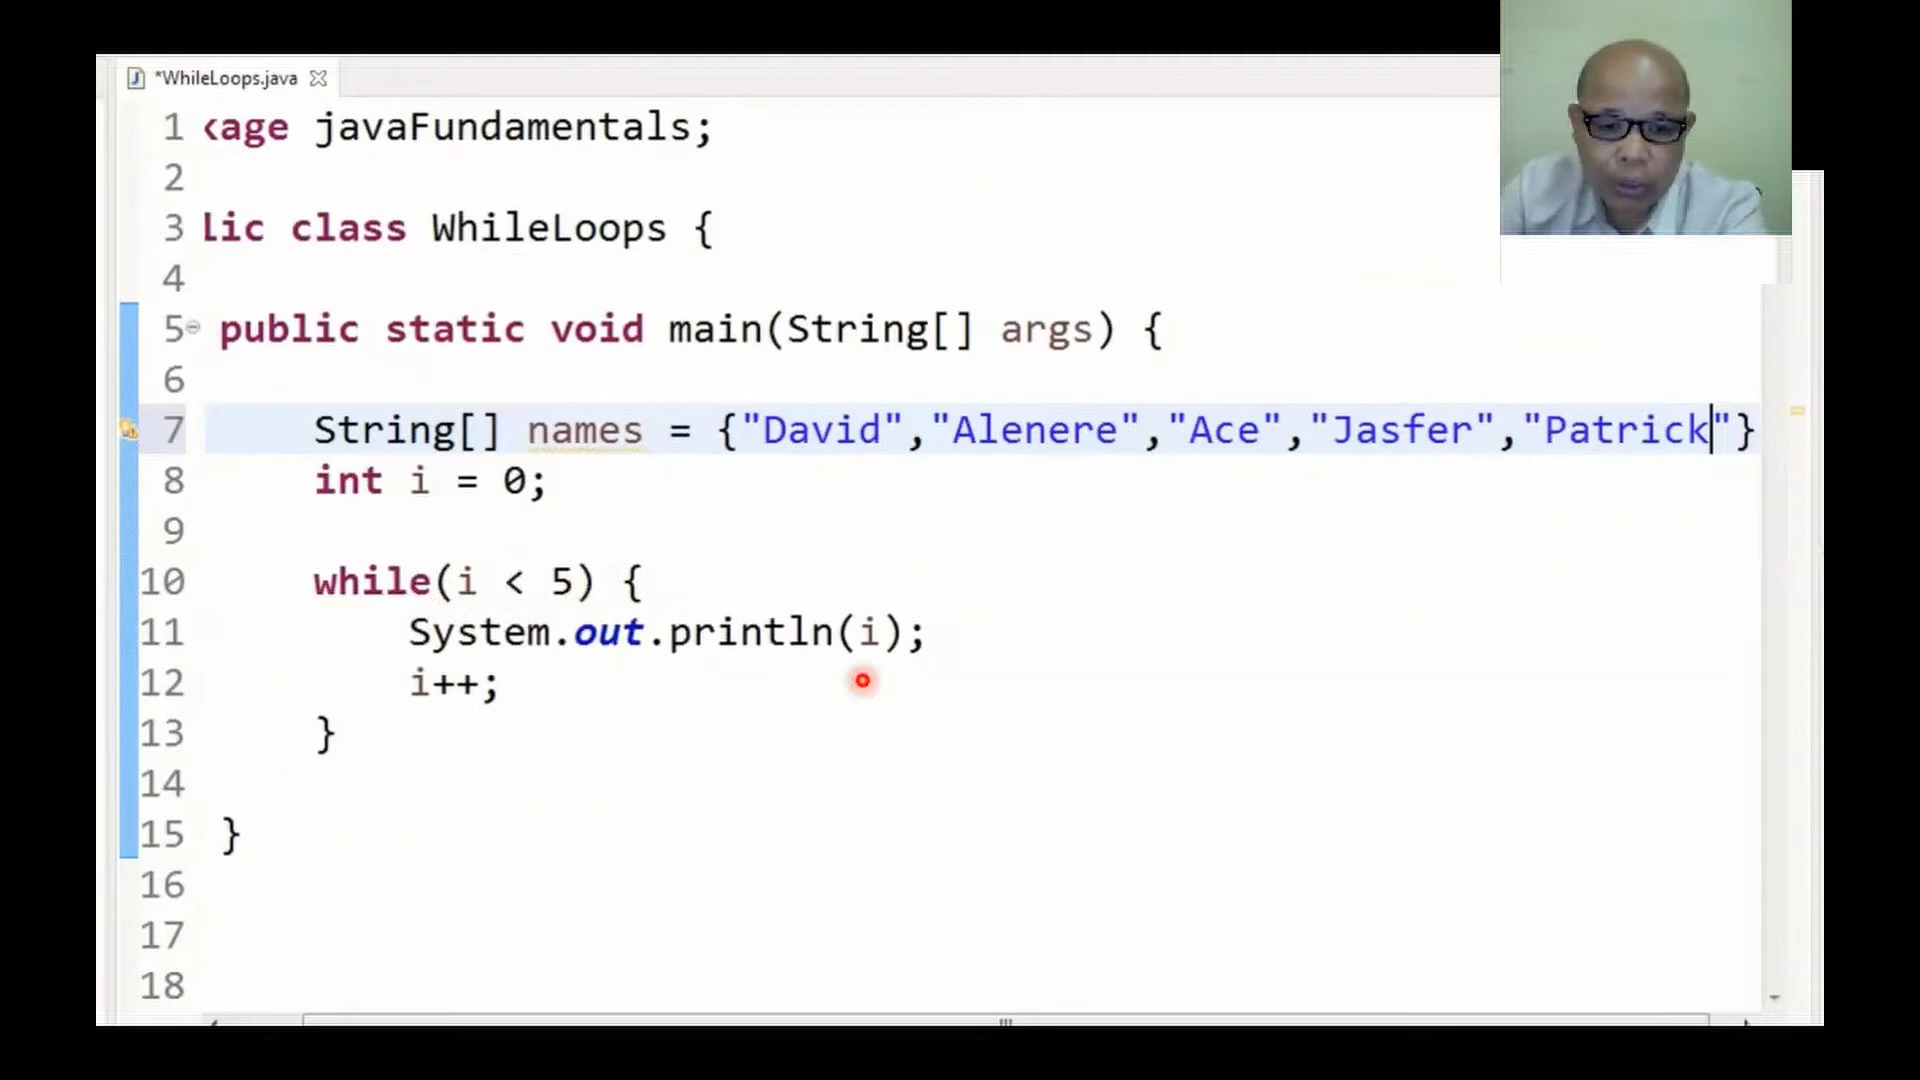 *WhileLoops.java
1 kage javaFundamentals;
2
3 lic class WhileLoops {
4
5 public static void main(String[] args) {
6
7 String[] names = {"David","Alenere","Ace","Jasfer","Patrick"}
8 int i = 0;
9
10 while(i < 5) {
11 System.out.println(i);
12 i++;
13 }
14
15 }
16
17
18